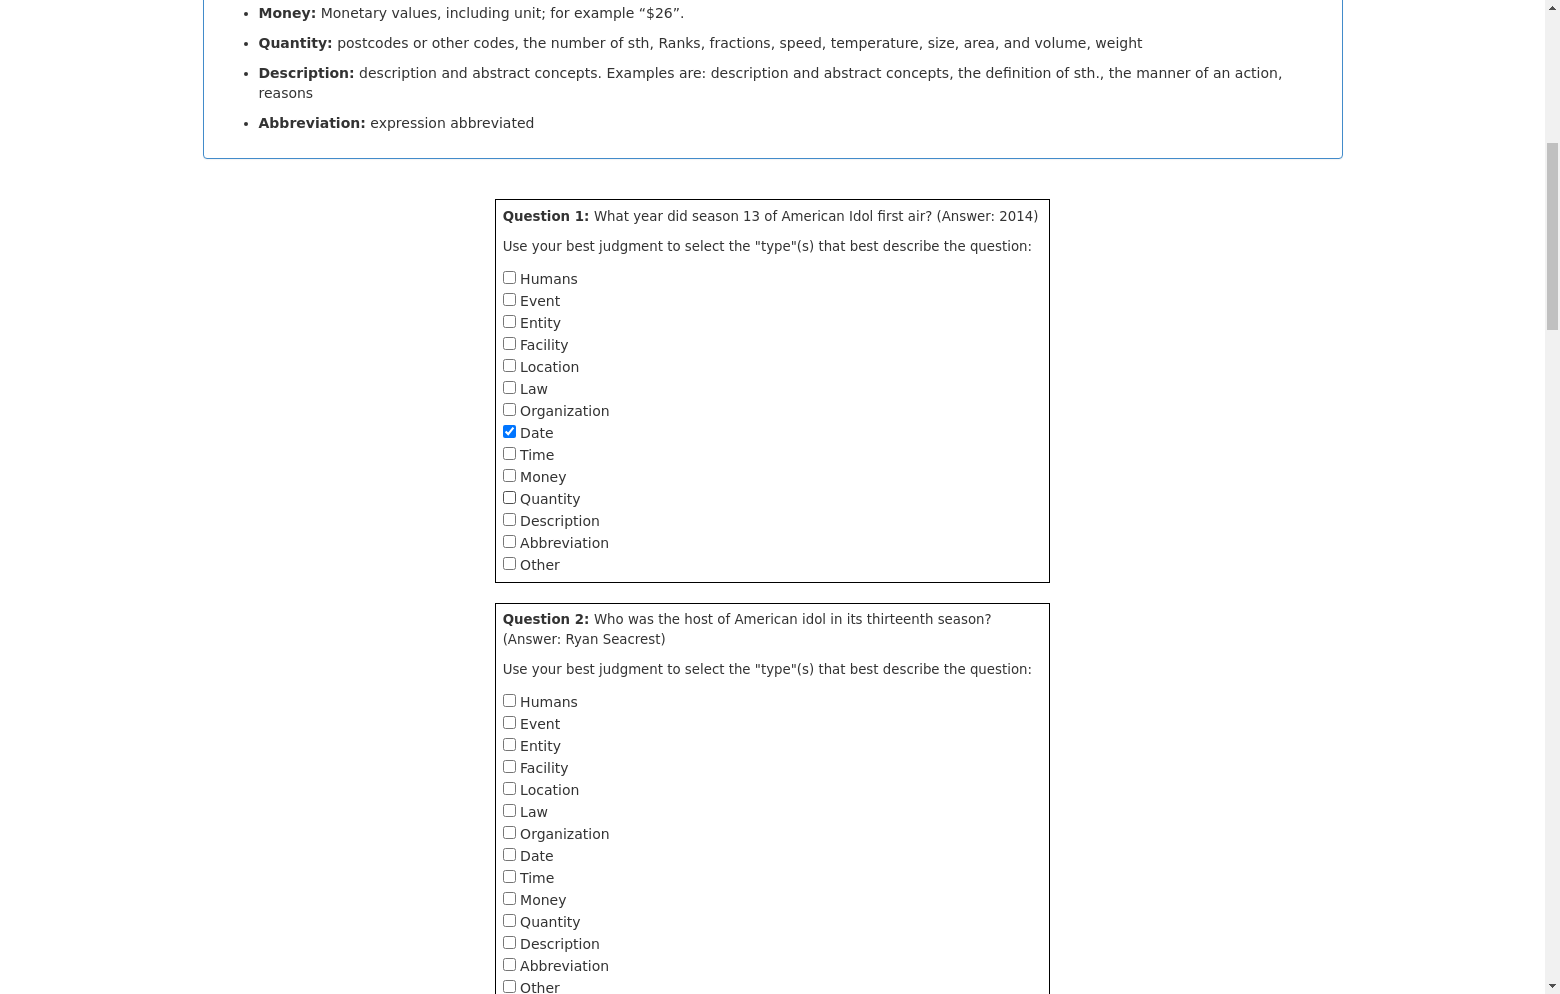 Money: Monetary values, including unit; for example “$26”.
Quantity: postcodes or other codes, the number of sth, Ranks, fractions, speed, temperature, size, area, and volume, weight
Description: description and abstract concepts. Examples are: description and abstract concepts, the definition of sth., the manner of an action,
reasons
Abbreviation: expression abbreviated
Question 1: What year did season 13 of American Idol first air? (Answer: 2014)
Use your best judgment to select the "type"(s) that best describe the question:
Humans
Event
Entity
Facility
Location
Law
Organization
Date
Time
Money
Quantity
Description
Abbreviation
Other
Question 2: Who was the host of American idol in its thirteenth season?
(Answer: Ryan Seacrest)
Use your best judgment to select the "type"(s) that best describe the question:
Humans
Event
Entity
Facility
Location
Law
Organization
Date
Time
Money
Quantity
Description
Abbreviation
Other